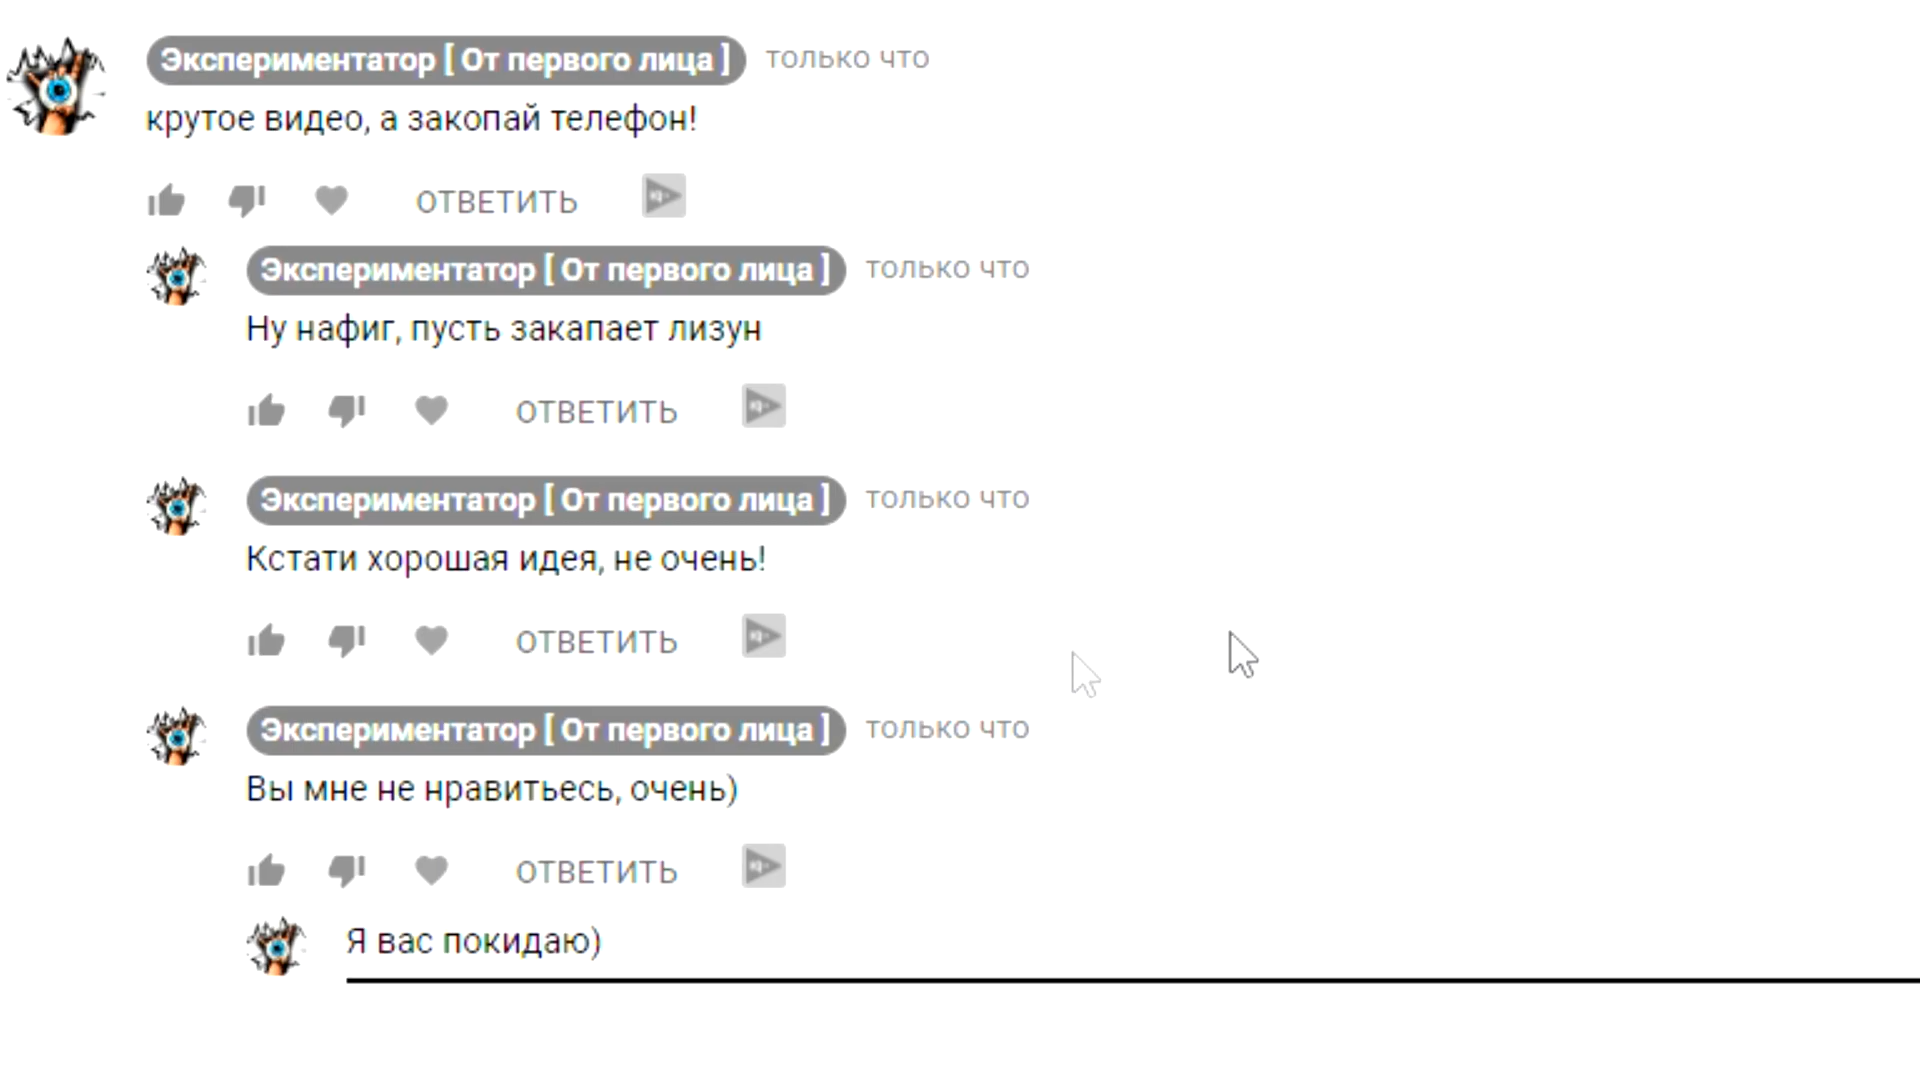 Экспериментатор [ От первого лица ] только что
крутое видео, а закопай телефон!
ОТВЕТИТЬ
Экспериментатор [ От первого лица ] только что
Ну нафиг, пусть закапает лизун
ОТВЕТИТЬ
Экспериментатор [ От первого лица ] только что
Кстати хорошая идея, не очень!
ОТВЕТИТЬ
Экспериментатор [ От первого лица ] только что
Вы мне не нравитьесь, очень)
ОТВЕТИТЬ
Я вас покидаю)